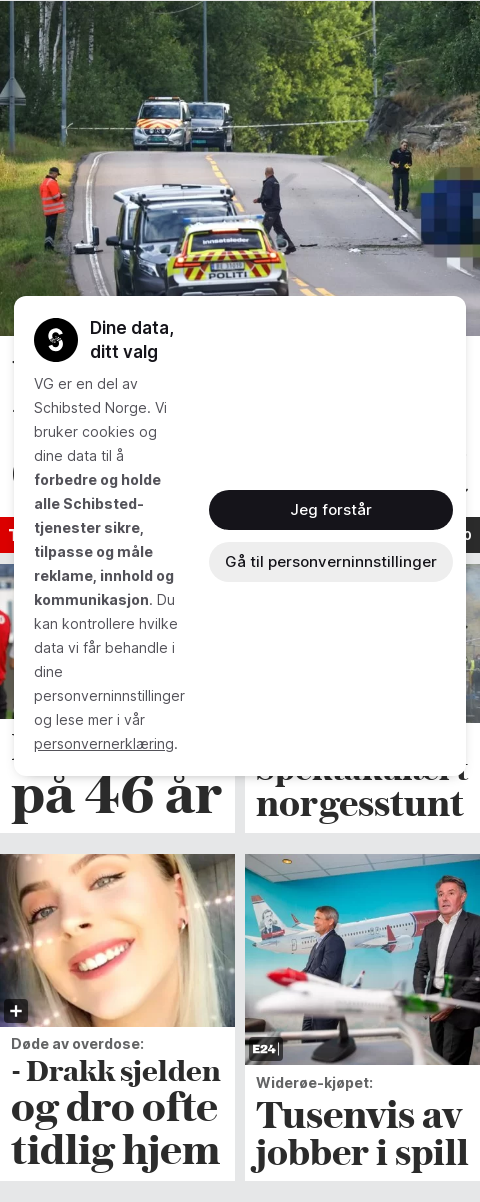 innsatsleder
POLITI
Dine data,
ditt valg
VG er en del av
Schibsted Norge. Vi
bruker cookies og
dine data til å
forbedre og holde
alle Schibsted-
tjenester sikre,
tilpasse og måle
reklame, innhold og
kommunikasjon. Du
kan kontrollere hvilke
data vi får behandle i
dine
personverninnstillinger
og lese mer i vår
personvernerklæring.
Jeg forstår
Gå til personverninnstillinger
på 46 år
spektakulært
norgesstunt
Døde av overdose:
- Drakk sjelden
og dro ofte
tidlig hjem
E24
Widerøe-kjøpet:
Tusenvis av
jobber i spill